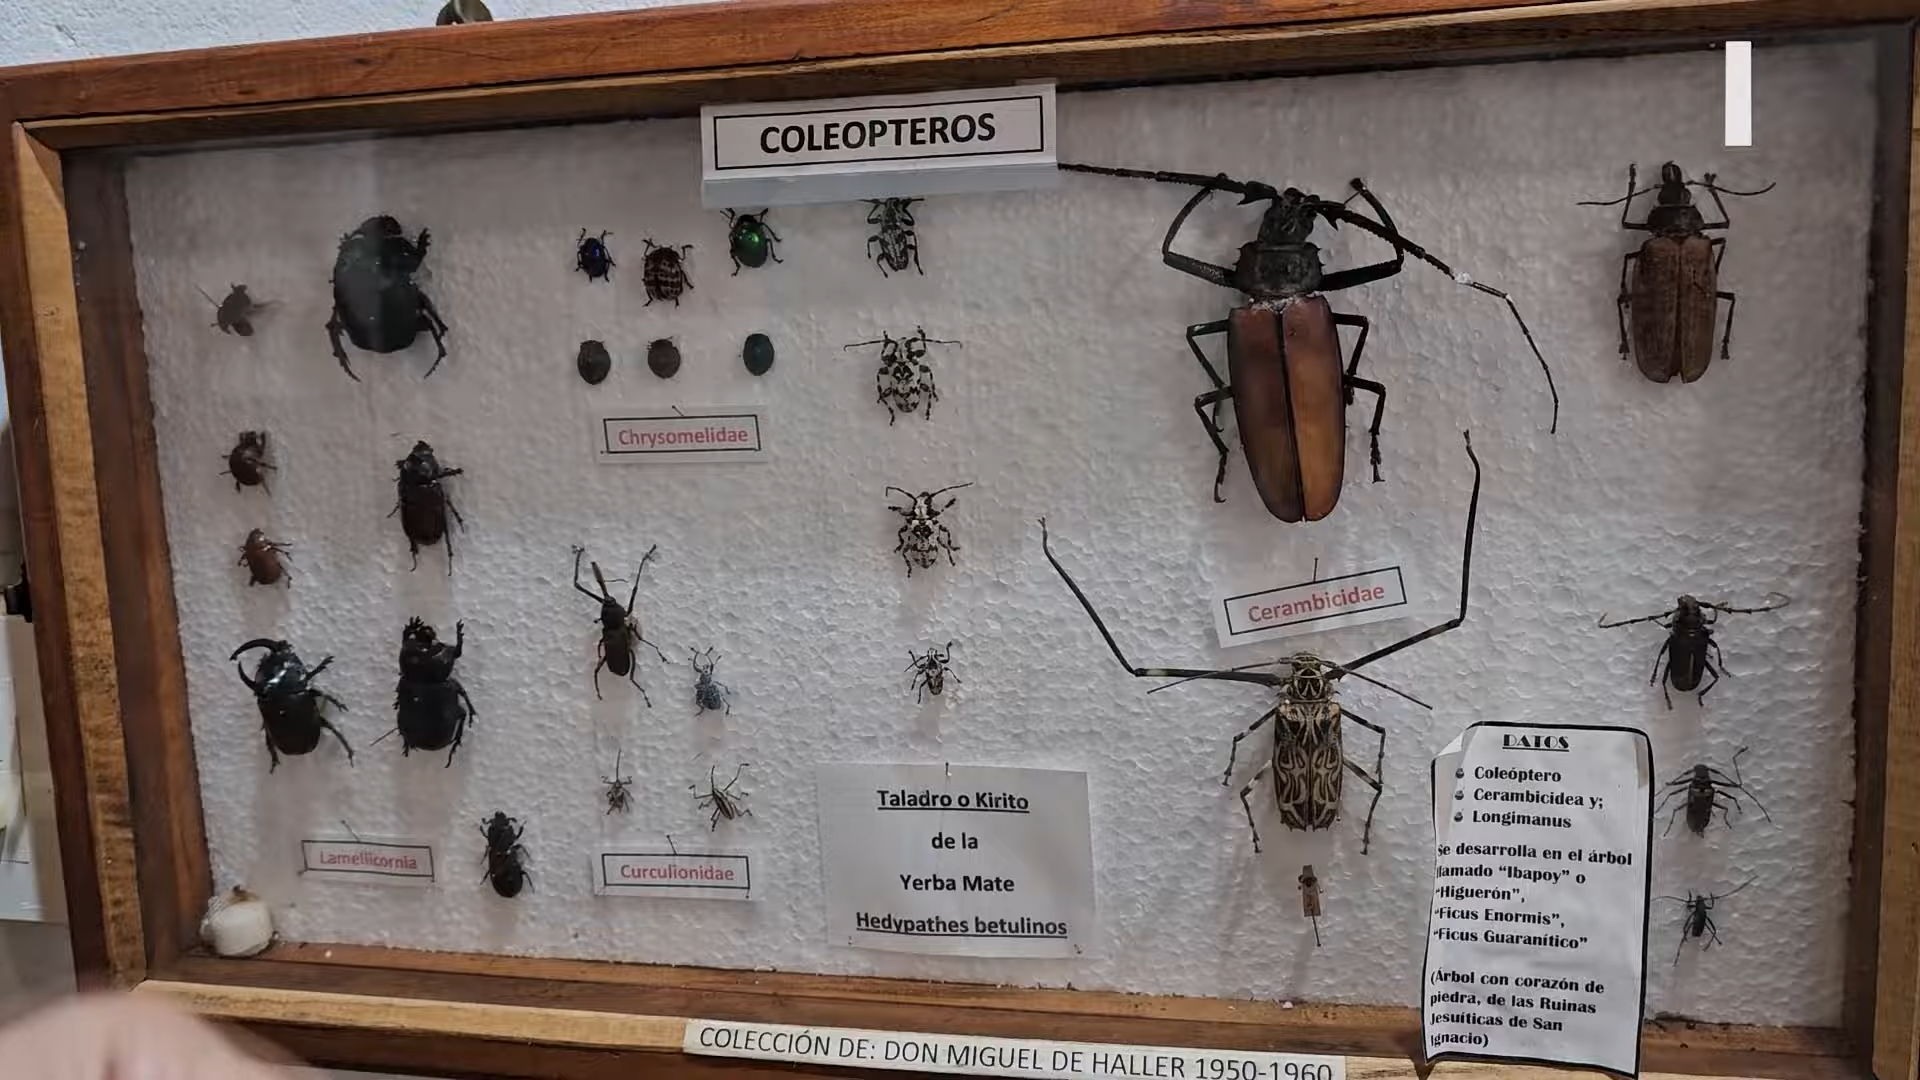 COLEOPTEROS
Chrysomelidae
Cerambicidae
Lamellicornia
Curculionidae
Taladro o Kirito
de la
Yerba Mate
Hedypathes betulinos
DATOS
Coleóptero
Cerambicidea y;
Longimanus
Se desarrolla en el árbol
llamado “Ibapoy” o
“Higuerón”,
“Ficus Enormis”,
“Ficus Guaranítico”
(Árbol con corazón de
piedra, de las Ruinas
Jesuíticas de San
Ignacio)
COLECCIÓN DE: DON MIGUEL DE HALLER 1950-1960